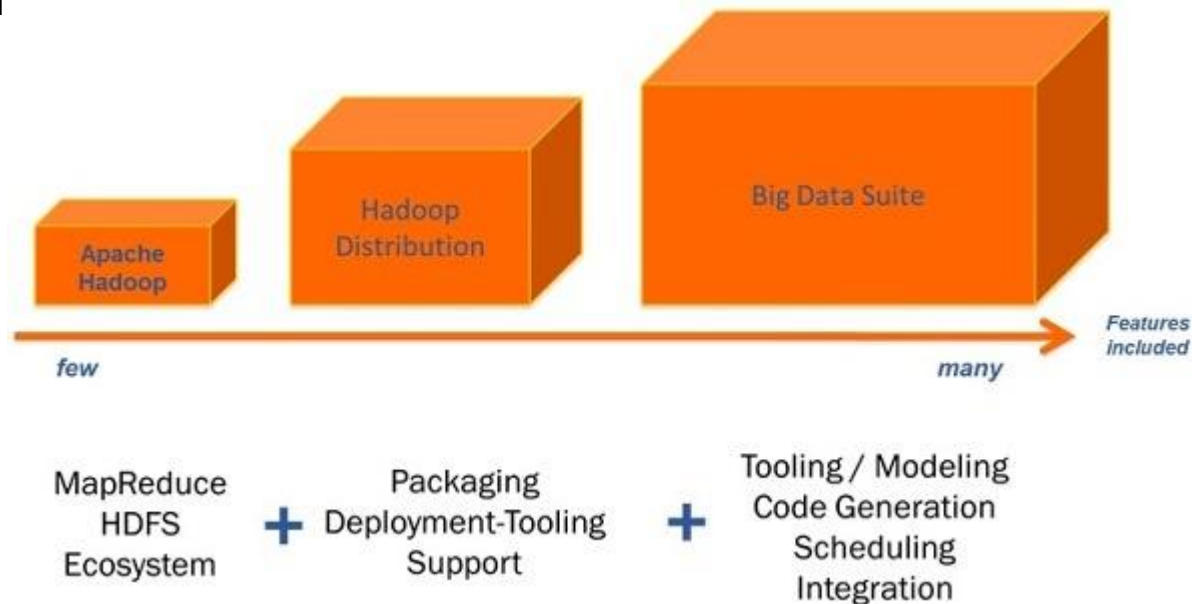 Apache
Hadoop
Hadoop
Distribution
Big Data Suite
few
many
Features
included
MapReduce
HDFS
Ecosystem
+
Packaging
Deployment-Tooling
Support
+
Tooling / Modeling
Code Generation
Scheduling
Integration